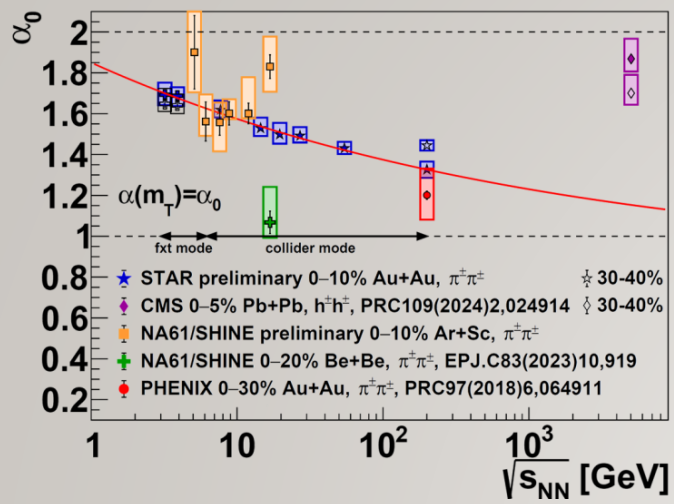 α₀
2
1.8
1.6
1.4
1.2
1
0.8
0.6
0.4
0.2
α(m_T)=α₀
fxt mode
collider mode
STAR preliminary 0–10% Au+Au, π±π± 30-40%
CMS 0–5% Pb+Pb, h±h±, PRC109(2024)2,024914 30-40%
NA61/SHINE preliminary 0–10% Ar+Sc, π±π±
NA61/SHINE 0–20% Be+Be, π±π±, EPJ.C83(2023)10,919
PHENIX 0–30% Au+Au, π±π±, PRC97(2018)6,064911
1 10 10² 10³
√s_NN [GeV]